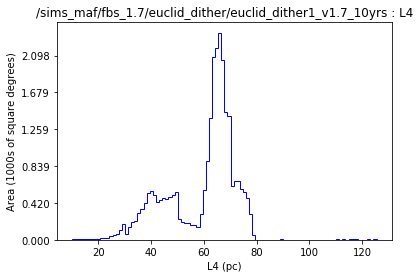 /sims_maf/fbs_1.7/euclid_dither/euclid_dither1_v1.7_10yrs : L4
Area (1000s of square degrees)
2.098
1.679
1.259
0.839
0.420
0.000
20 40 60 80 100 120
L4 (pc)